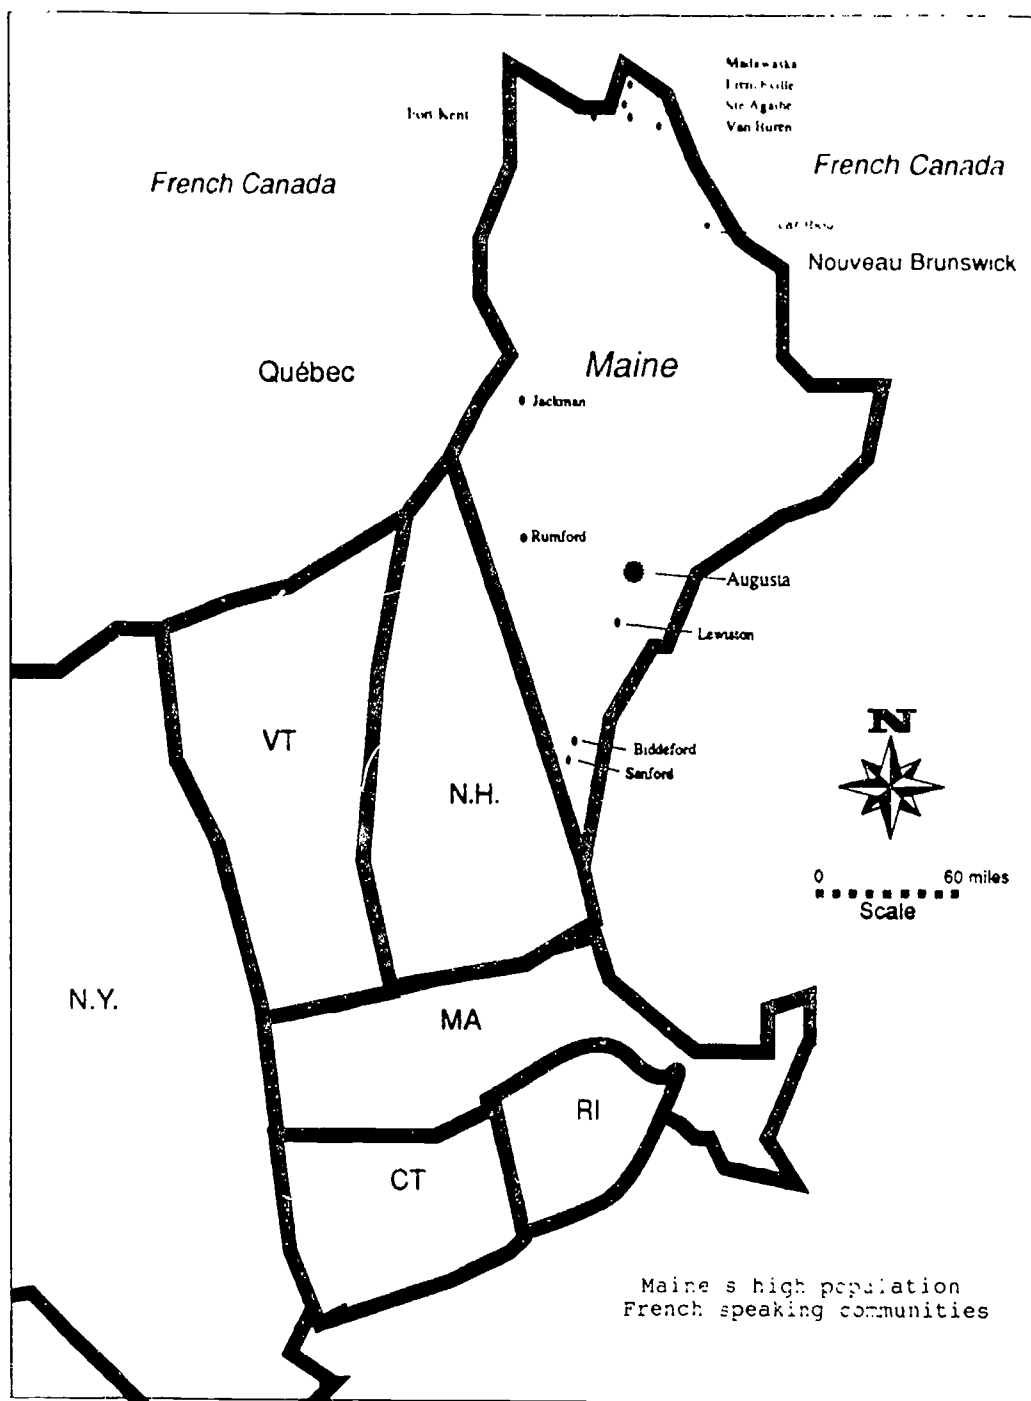 Madawaska
Frenchville
Ste Agathe
Van Buren
Fort Kent
French Canada
French Canada
Nouveau Brunswick
Québec
Maine
Jackman
Rumford
Augusta
Lewiston
N
Biddeford
Sanford
VT
N.H.
0 60 miles
Scale
N.Y.
MA
RI
CT
Maine s high population
French speaking communities